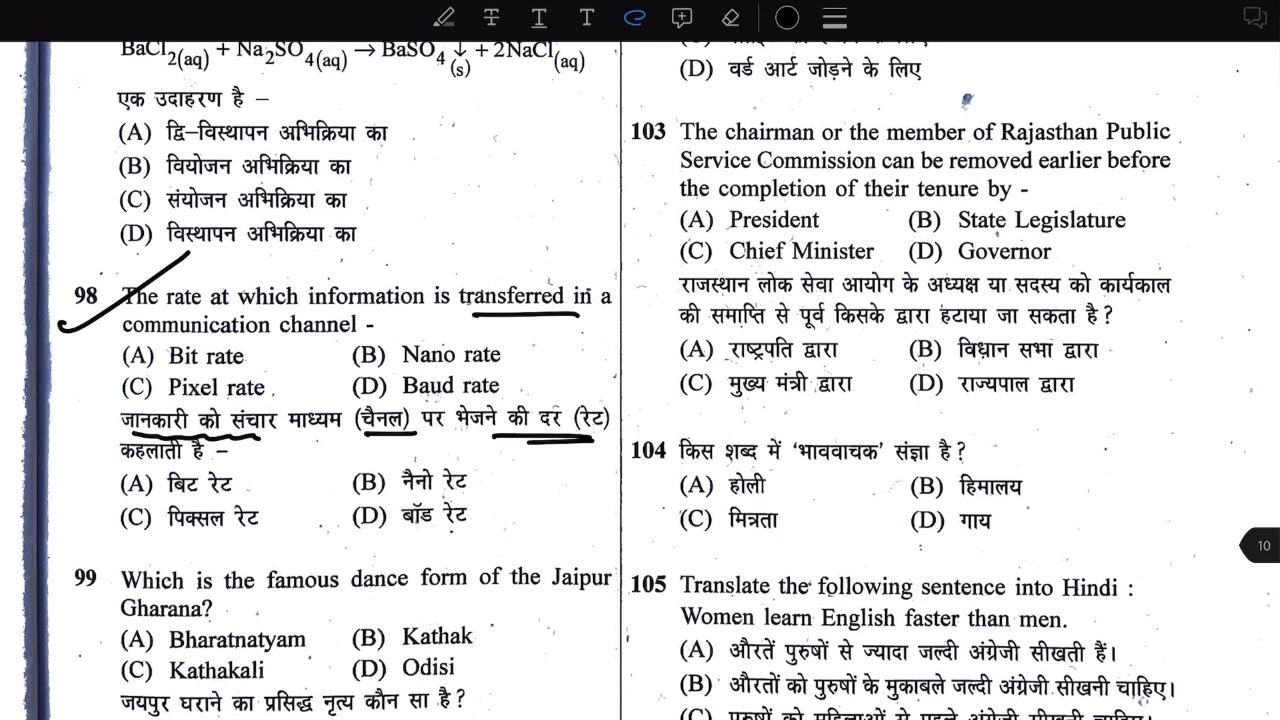 BaCl2(aq) + Na2SO4(aq) → BaSO4 ↓(s) + 2NaCl(aq)
एक उदाहरण है –
(A) द्वि–विस्थापन अभिक्रिया का
(B) वियोजन अभिक्रिया का
(C) संयोजन अभिक्रिया का
(D) विस्थापन अभिक्रिया का
98 The rate at which information is transferred in a
communication channel -
(A) Bit rate (B) Nano rate
(C) Pixel rate (D) Baud rate
जानकारी को संचार माध्यम (चैनल) पर भेजने की दर (रेट)
कहलाती है –
(A) बिट रेट (B) नैनो रेट
(C) पिक्सल रेट (D) बॉड रेट
99 Which is the famous dance form of the Jaipur
Gharana?
(A) Bharatnatyam (B) Kathak
(C) Kathakali (D) Odisi
जयपुर घराने का प्रसिद्ध नृत्य कौन सा है ?
(D) वर्ड आर्ट जोड़ने के लिए
103 The chairman or the member of Rajasthan Public
Service Commission can be removed earlier before
the completion of their tenure by -
(A) President (B) State Legislature
(C) Chief Minister (D) Governor
राजस्थान लोक सेवा आयोग के अध्यक्ष या सदस्य को कार्यकाल
की समाप्ति से पूर्व किसके द्वारा हटाया जा सकता है ?
(A) राष्ट्रपति द्वारा (B) विधान सभा द्वारा
(C) मुख्य मंत्री द्वारा (D) राज्यपाल द्वारा
104 किस शब्द में 'भाववाचक' संज्ञा है ?
(A) होली (B) हिमालय
(C) मित्रता (D) गाय
10
105 Translate the following sentence into Hindi :
Women learn English faster than men.
(A) औरतें पुरुषों से ज्यादा जल्दी अंग्रेजी सीखती हैं।
(B) औरतों को पुरुषों के मुकाबले जल्दी अंग्रेजी सीखनी चाहिए।